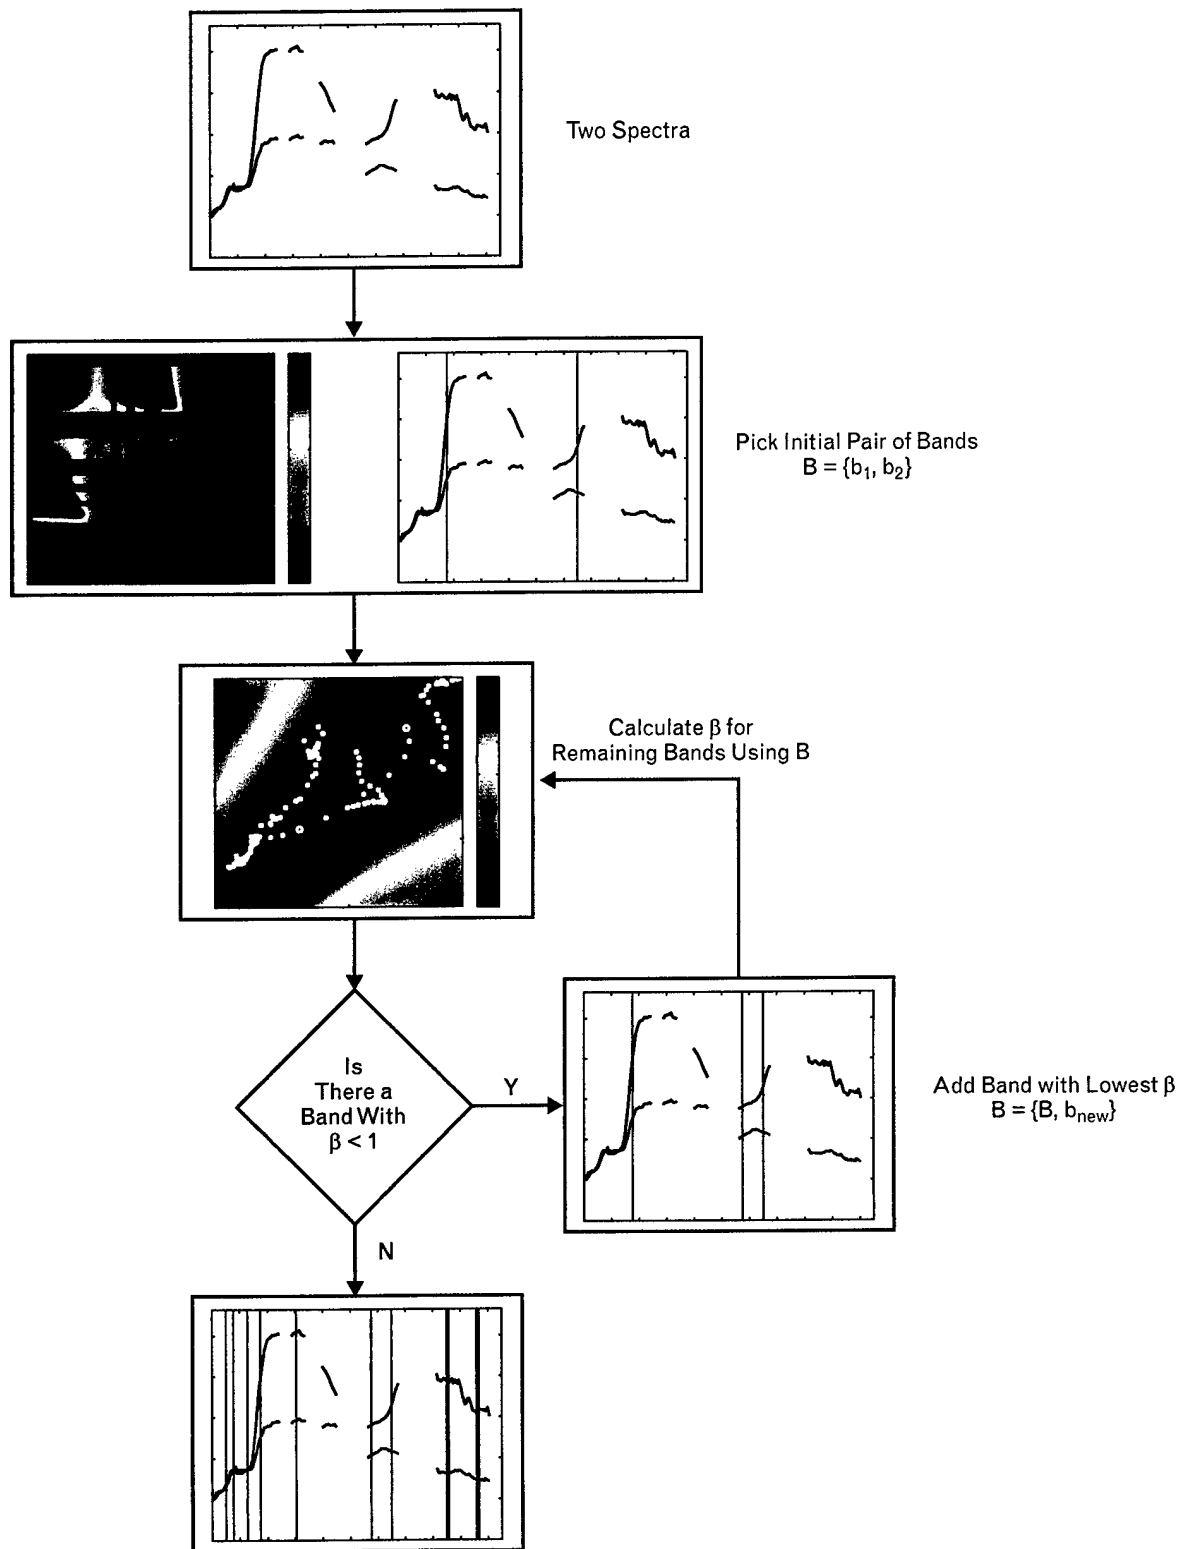 Two Spectra
Pick Initial Pair of Bands
B = {b₁, b₂}
Calculate β for
Remaining Bands Using B
Is
There a
Band With
β < 1
Y
Add Band with Lowest β
B = {B, bₙₑw}
N